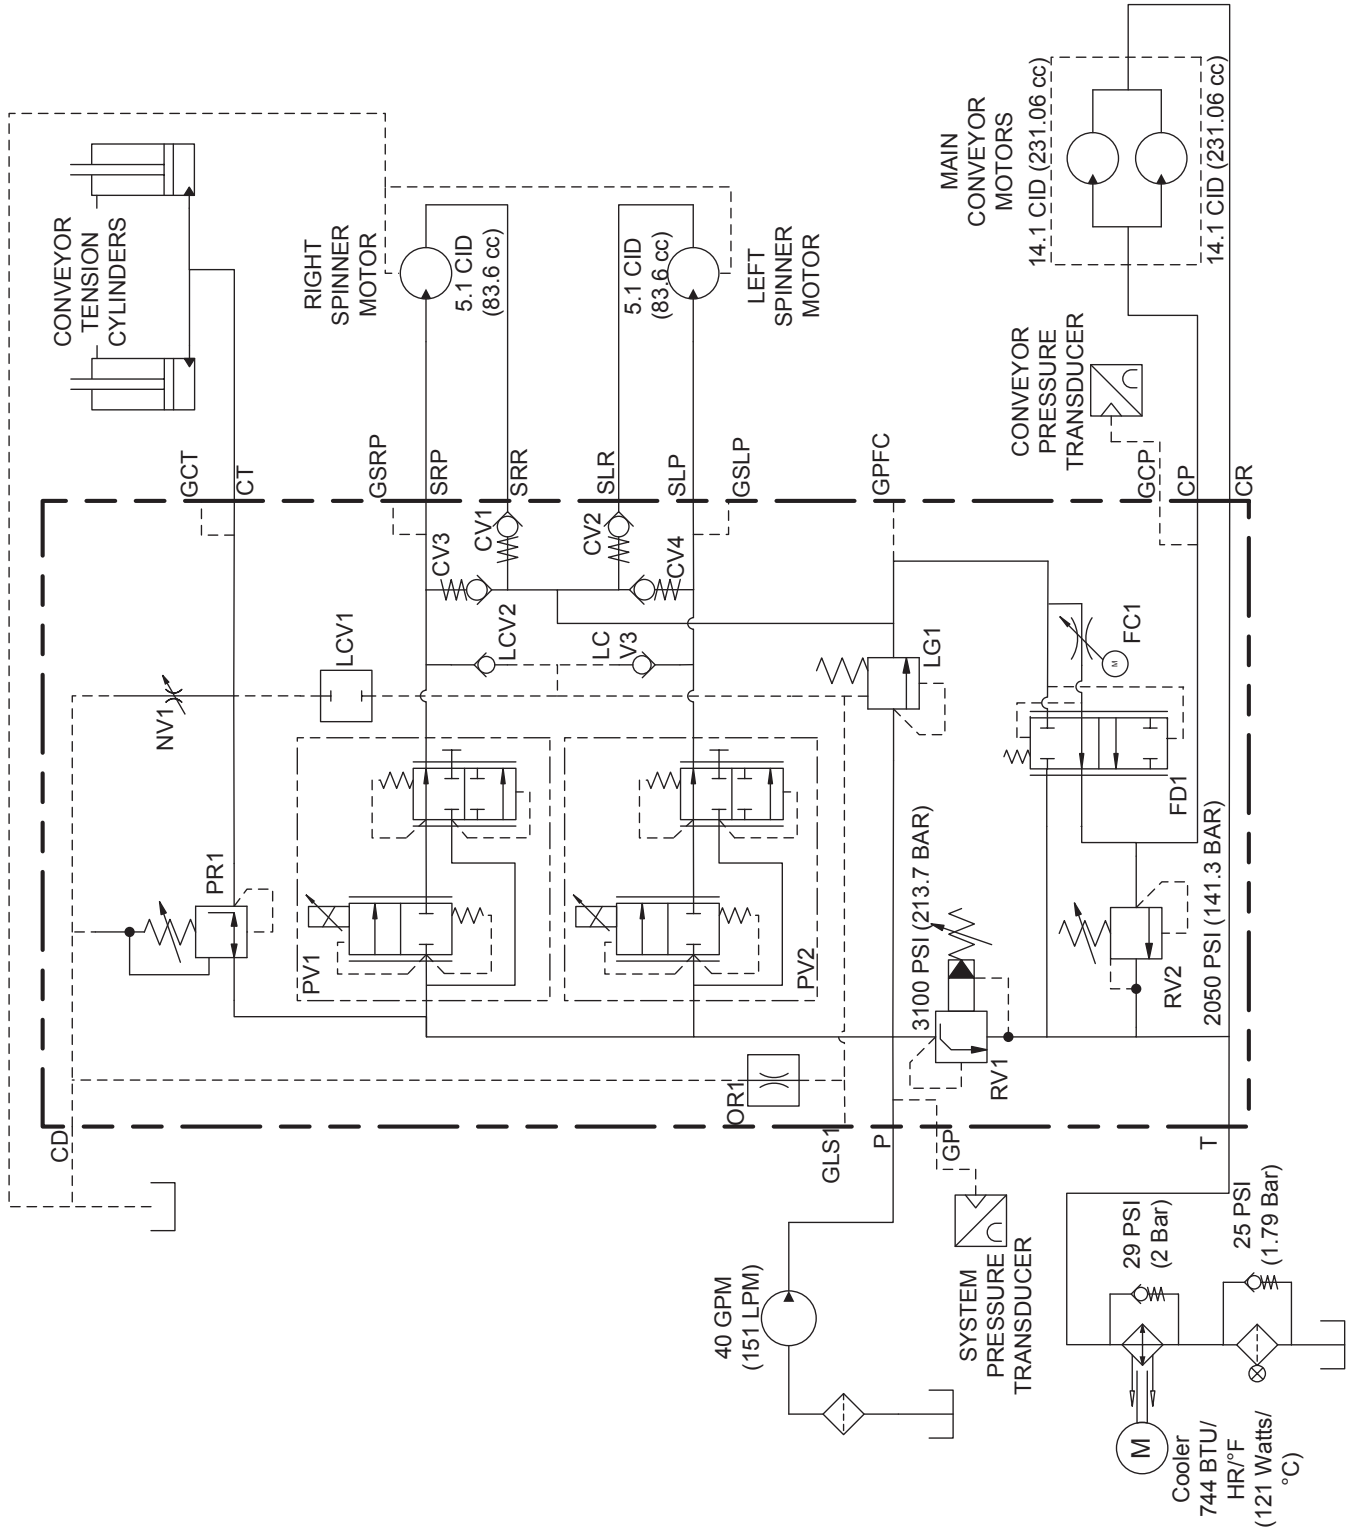 CONVEYOR
TENSION
CYLINDERS
RIGHT
SPINNER
MOTOR
5.1 CID
(83.6 cc)
5.1 CID
(83.6 cc)
LEFT
SPINNER
MOTOR
MAIN
CONVEYOR
MOTORS
14.1 CID (231.06 cc)
14.1 CID (231.06 cc)
CONVEYOR
PRESSURE
TRANSDUCER
GCT
CT
GSRP
SRP
SRR
SLR
SLP
GSLP
GPFC
GCP
CP
CR
CV3
CV1
CV2
CV4
LCV1
LCV2
LC
V3
LG1
FC1
M
NV1
PR1
PV1
PV2
FD1
3100 PSI (213.7 BAR)
RV1
RV2
2050 PSI (141.3 BAR)
OR1
CD
GLS1
P
GP
T
40 GPM
(151 LPM)
SYSTEM
PRESSURE
TRANSDUCER
29 PSI
(2 Bar)
25 PSI
(1.79 Bar)
M
Cooler
744 BTU/
HR/°F
(121 Watts/
°C)